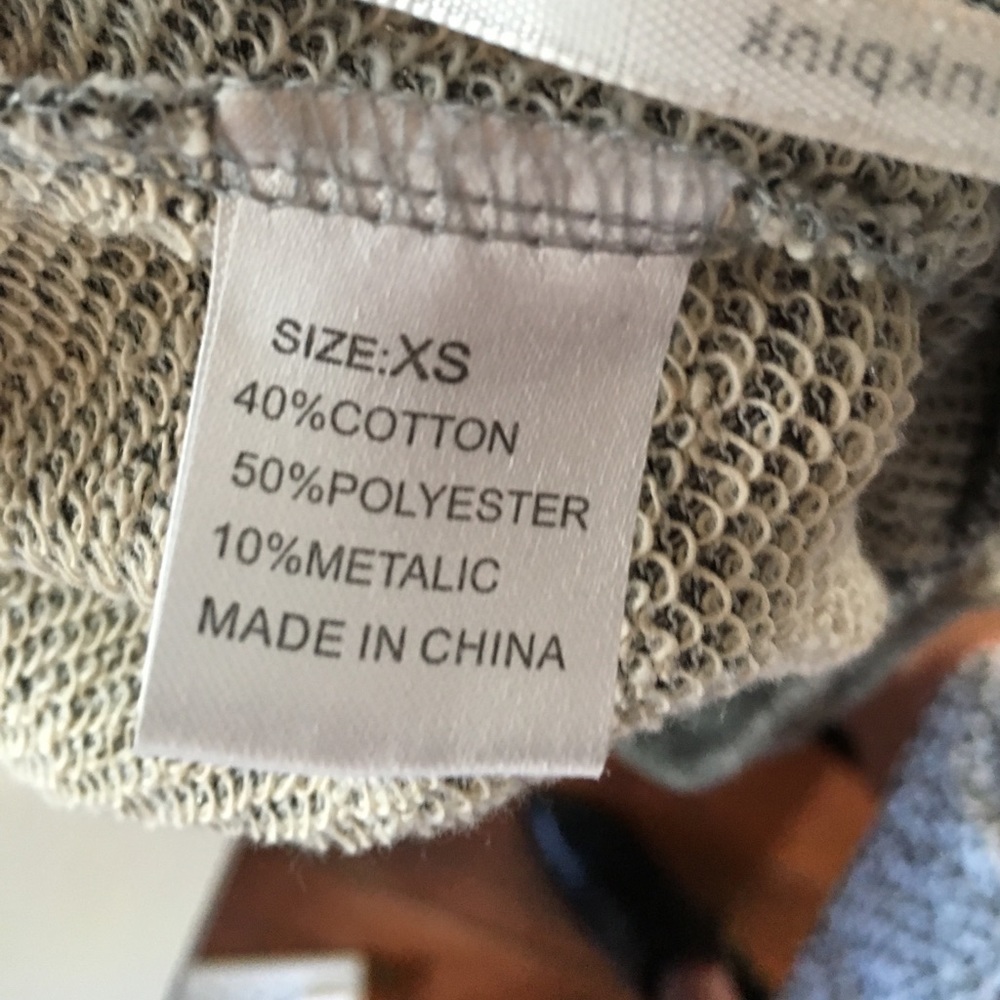 SIZE:XS
40%COTTON
50%POLYESTER
10%METALIC
MADE IN CHINA